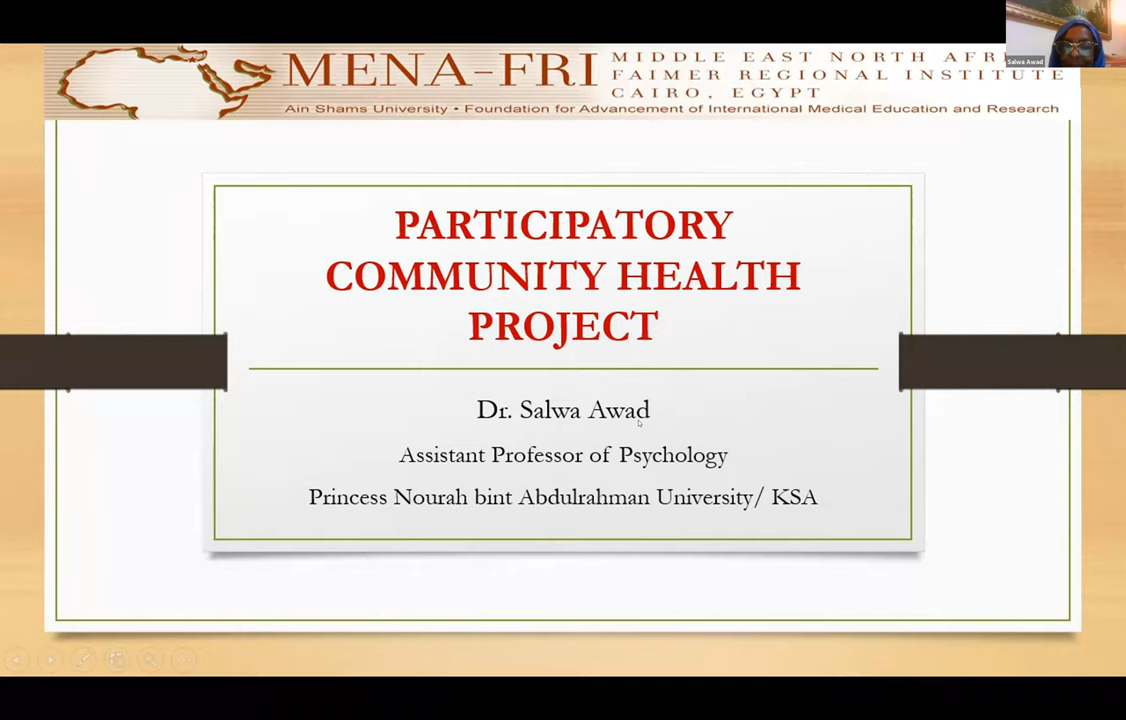 MENA-FRI
MIDDLE EAST NORTH AFR
FAIMER REGIONAL INSTITUTE
CAIRO, EGYPT
Ain Shams University • Foundation for Advancement of International Medical Education and Research
Salwa Awad
PARTICIPATORY
COMMUNITY HEALTH
PROJECT
Dr. Salwa Awad
Assistant Professor of Psychology
Princess Nourah bint Abdulrahman University/ KSA